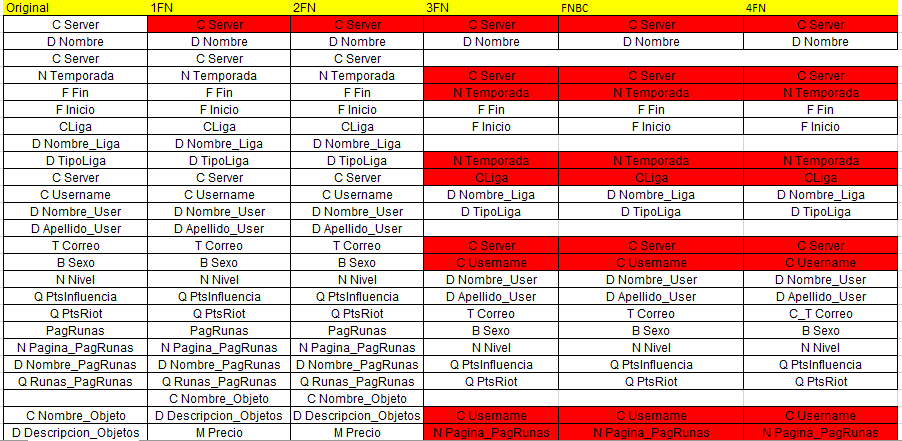 Original 1FN 2FN 3FN FNBC 4FN
C Server C Server C Server C Server C Server C Server
D Nombre D Nombre D Nombre D Nombre D Nombre D Nombre
C Server C Server C Server
N Temporada N Temporada N Temporada C Server C Server C Server
F Fin F Fin F Fin N Temporada N Temporada N Temporada
F Inicio F Inicio F Inicio F Fin F Fin F Fin
CLiga CLiga CLiga F Inicio F Inicio F Inicio
D Nombre_Liga D Nombre_Liga D Nombre_Liga
D TipoLiga D TipoLiga D TipoLiga N Temporada N Temporada N Temporada
C Server C Server C Server CLiga CLiga CLiga
C Username C Username C Username D Nombre_Liga D Nombre_Liga D Nombre_Liga
D Nombre_User D Nombre_User D Nombre_User D TipoLiga D TipoLiga D TipoLiga
D Apellido_User D Apellido_User D Apellido_User
T Correo T Correo T Correo C Server C Server C Server
B Sexo B Sexo B Sexo C Username C Username C Username
N Nivel N Nivel N Nivel D Nombre_User D Nombre_User D Nombre_User
Q PtsInfluencia Q PtsInfluencia Q PtsInfluencia D Apellido_User D Apellido_User D Apellido_User
Q PtsRiot Q PtsRiot Q PtsRiot T Correo T Correo C_T Correo
PagRunas PagRunas PagRunas B Sexo B Sexo B Sexo
N Pagina_PagRunas N Pagina_PagRunas N Pagina_PagRunas N Nivel N Nivel N Nivel
D Nombre_PagRunas D Nombre_PagRunas D Nombre_PagRunas Q PtsInfluencia Q PtsInfluencia Q PtsInfluencia
Q Runas_PagRunas Q Runas_PagRunas Q Runas_PagRunas Q PtsRiot Q PtsRiot Q PtsRiot
C Nombre_Objeto C Nombre_Objeto
C Nombre_Objeto D Descripcion_Objetos D Descripcion_Objetos C Username C Username C Username
D Descripcion_Objetos M Precio M Precio N Pagina_PagRunas N Pagina_PagRunas N Pagina_PagRunas